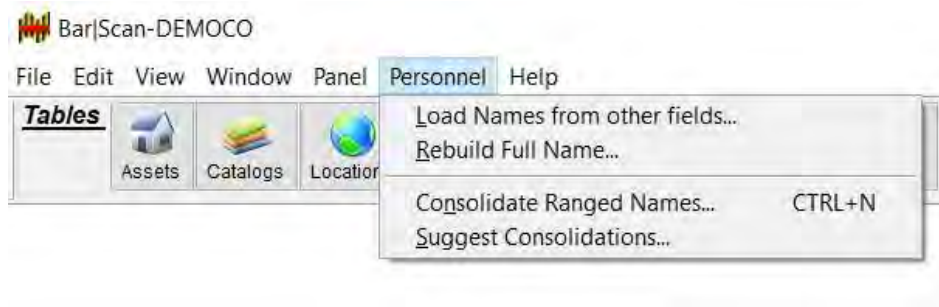 Bar|Scan-DEMOCO
File Edit View Window Panel Personnel Help
Tables
Assets Catalogs Location
Load Names from other fields...
Rebuild Full Name...
Consolidate Ranged Names... CTRL+N
Suggest Consolidations...